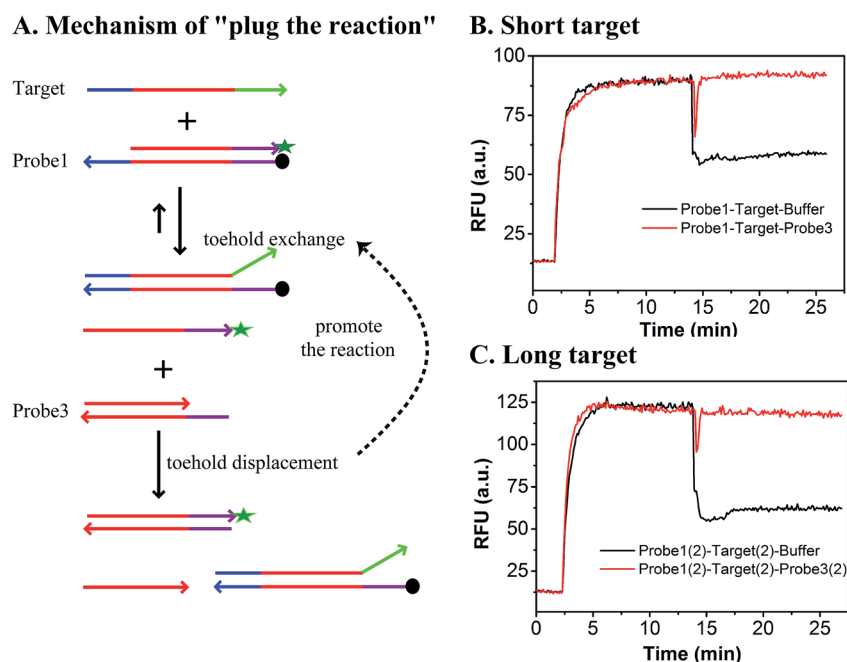 A. Mechanism of "plug the reaction"
Target
+
Probe1
toehold exchange
promote
the reaction
+
Probe3
toehold displacement
B. Short target
100
75
50
25
RFU (a.u.)
Probe1-Target-Buffer
Probe1-Target-Probe3
0 5 10 15 20 25
Time (min)
C. Long target
125
100
75
50
25
RFU (a.u.)
Probe1(2)-Target(2)-Buffer
Probe1(2)-Target(2)-Probe3(2)
0 5 10 15 20 25
Time (min)